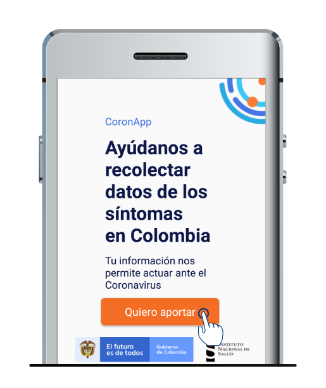 CoronApp
Ayúdanos a
recolectar
datos de los
síntomas
en Colombia
Tu información nos
permite actuar ante el
Coronavirus
Quiero aportar
El futuro
es de todos
Gobierno
de Colombia
INSTITUTO
NACIONAL DE
SALUD